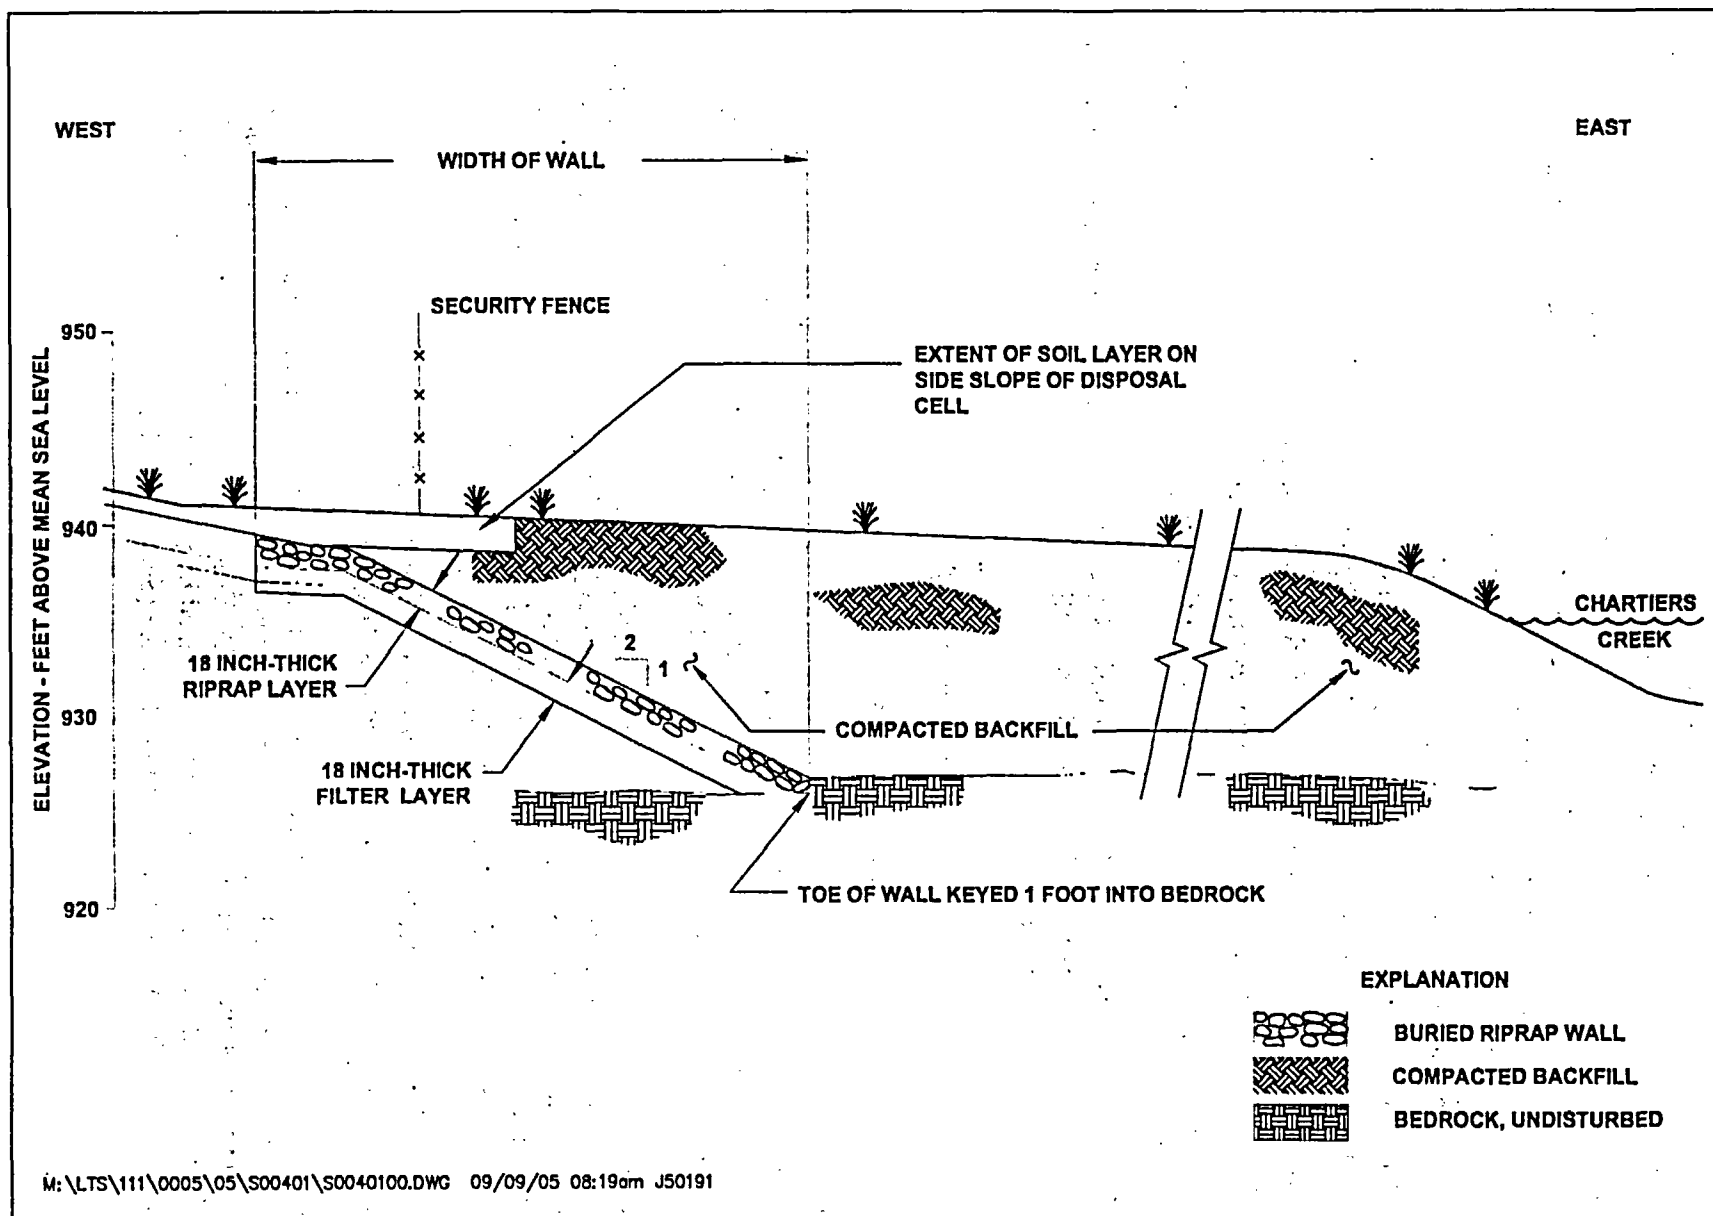 WEST
EAST
WIDTH OF WALL
SECURITY FENCE
950
EXTENT OF SOIL LAYER ON
SIDE SLOPE OF DISPOSAL
CELL
ELEVATION - FEET ABOVE MEAN SEA LEVEL
940
CHARTIERS
CREEK
2
1
18 INCH-THICK
RIPRAP LAYER
930
COMPACTED BACKFILL
18 INCH-THICK
FILTER LAYER
TOE OF WALL KEYED 1 FOOT INTO BEDROCK
920
EXPLANATION
BURIED RIPRAP WALL
COMPACTED BACKFILL
BEDROCK, UNDISTURBED
M:\LTS\111\0005\05\S00401\S0040100.DWG 09/09/05 08:19am J50191